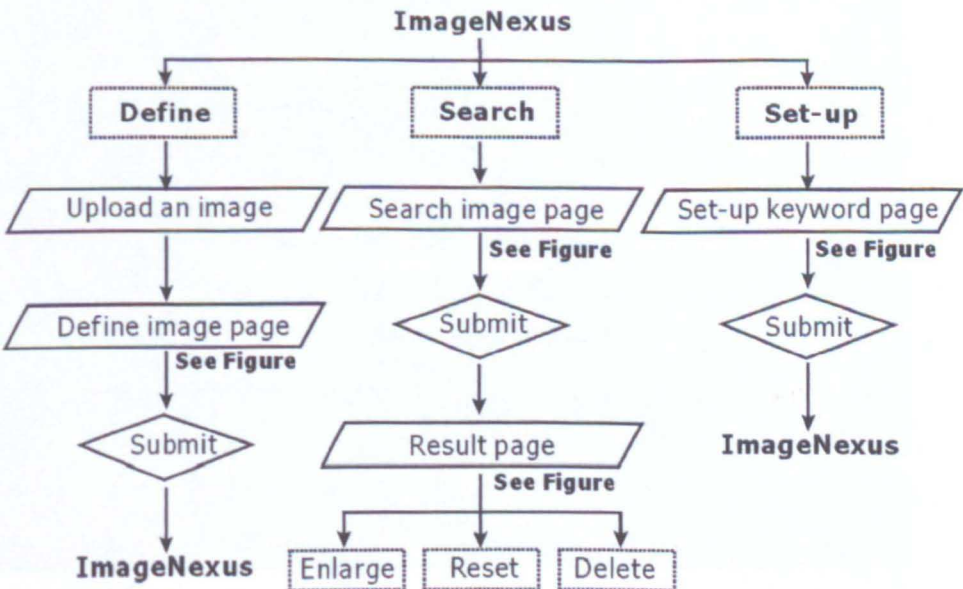 ImageNexus
Define
Search
Set-up
Upload an image
Search image page
Set-up keyword page
See Figure
See Figure
Define image page
Submit
Submit
See Figure
Submit
Result page
ImageNexus
See Figure
ImageNexus
Enlarge
Reset
Delete